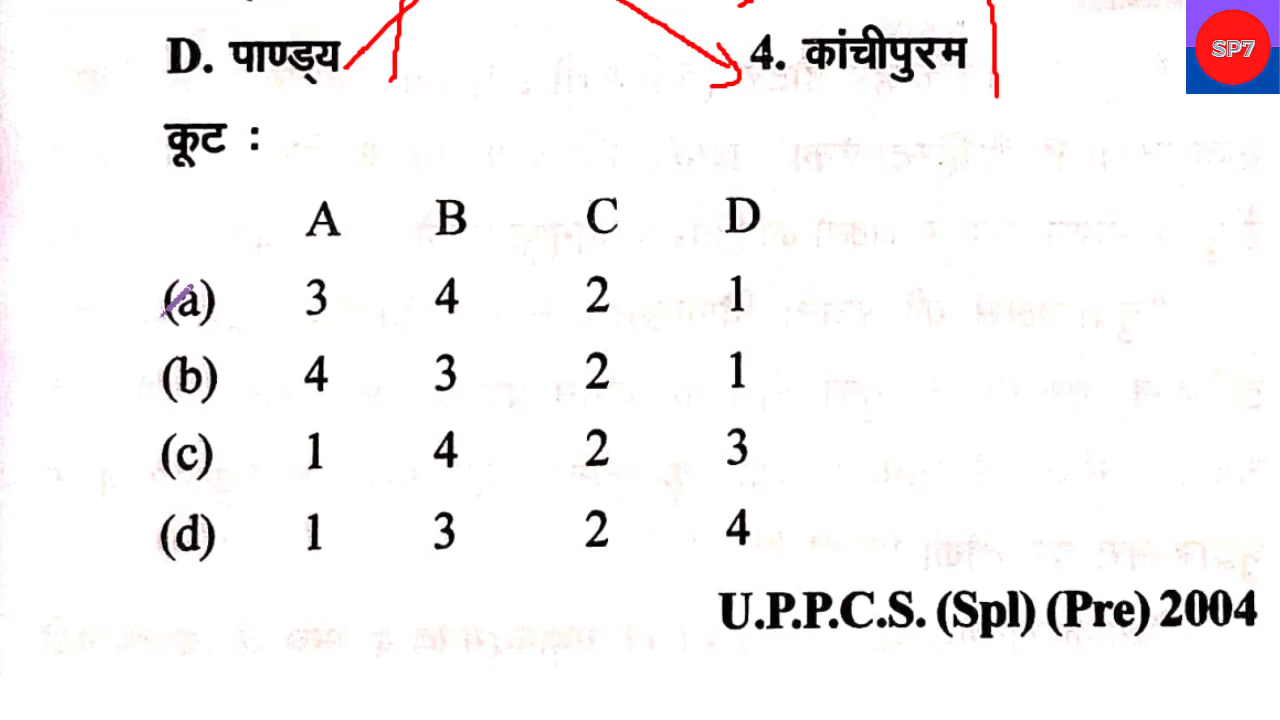 SP7
D. पाण्ड्य 4. कांचीपुरम
कूट :
A B C D
(a) 3 4 2 1
(b) 4 3 2 1
(c) 1 4 2 3
(d) 1 3 2 4
U.P.P.C.S. (Spl) (Pre) 2004